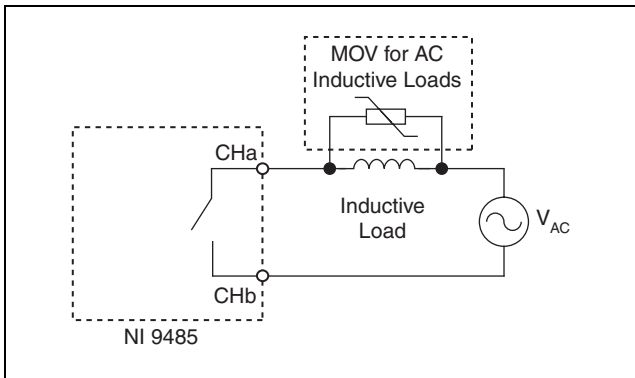 MOV for AC
Inductive Loads
CHa
Inductive
Load
V_AC
CHb
NI 9485